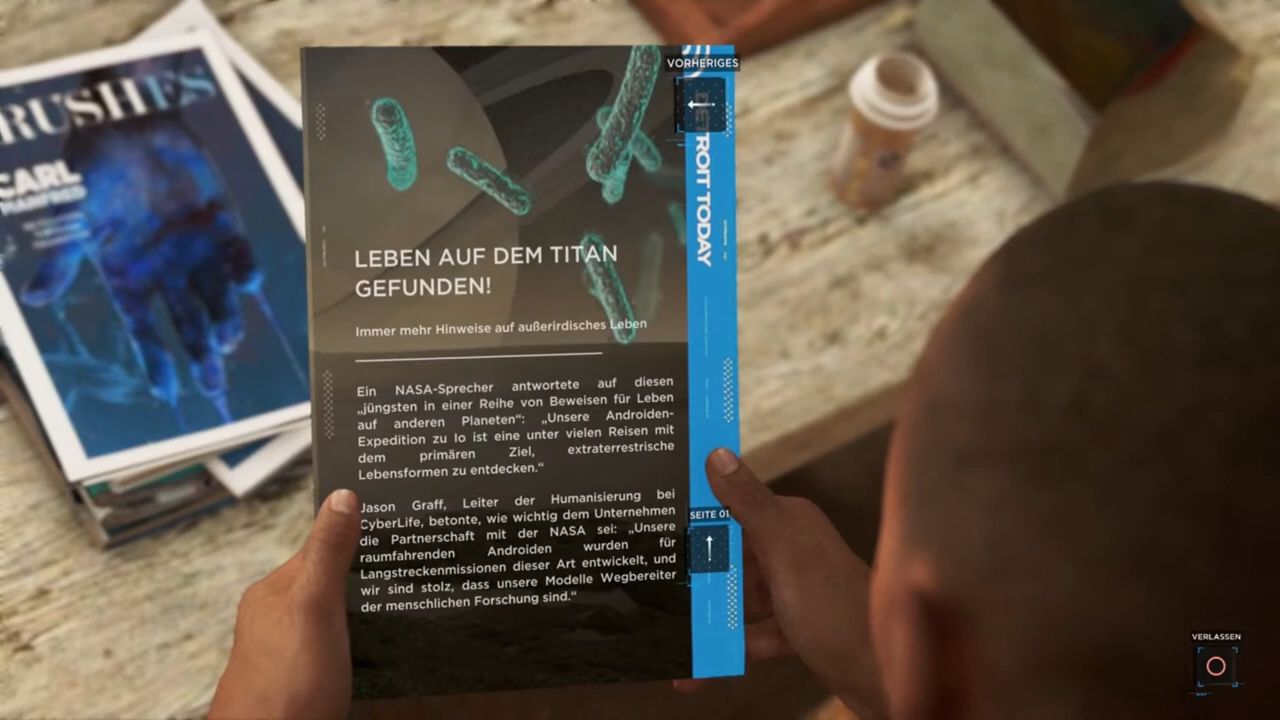 RUSHES
CARL
MANFRED
VORHERIGES
DETROIT TODAY
LEBEN AUF DEM TITAN
GEFUNDEN!
Immer mehr Hinweise auf außerirdisches Leben
Ein NASA-Sprecher antwortete auf diesen
„jüngsten in einer Reihe von Beweisen für Leben
auf anderen Planeten“: „Unsere Androiden-
Expedition zu Io ist eine unter vielen Reisen mit
dem primären Ziel, extraterrestrische
Lebensformen zu entdecken.“
Jason Graff, Leiter der Humanisierung bei
CyberLife, betonte, wie wichtig dem Unternehmen
die Partnerschaft mit der NASA sei: „Unsere
raumfahrenden Androiden wurden für
Langstreckenmissionen dieser Art entwickelt, und
wir sind stolz, dass unsere Modelle Wegbereiter
der menschlichen Forschung sind.“
SEITE 01
VERLASSEN